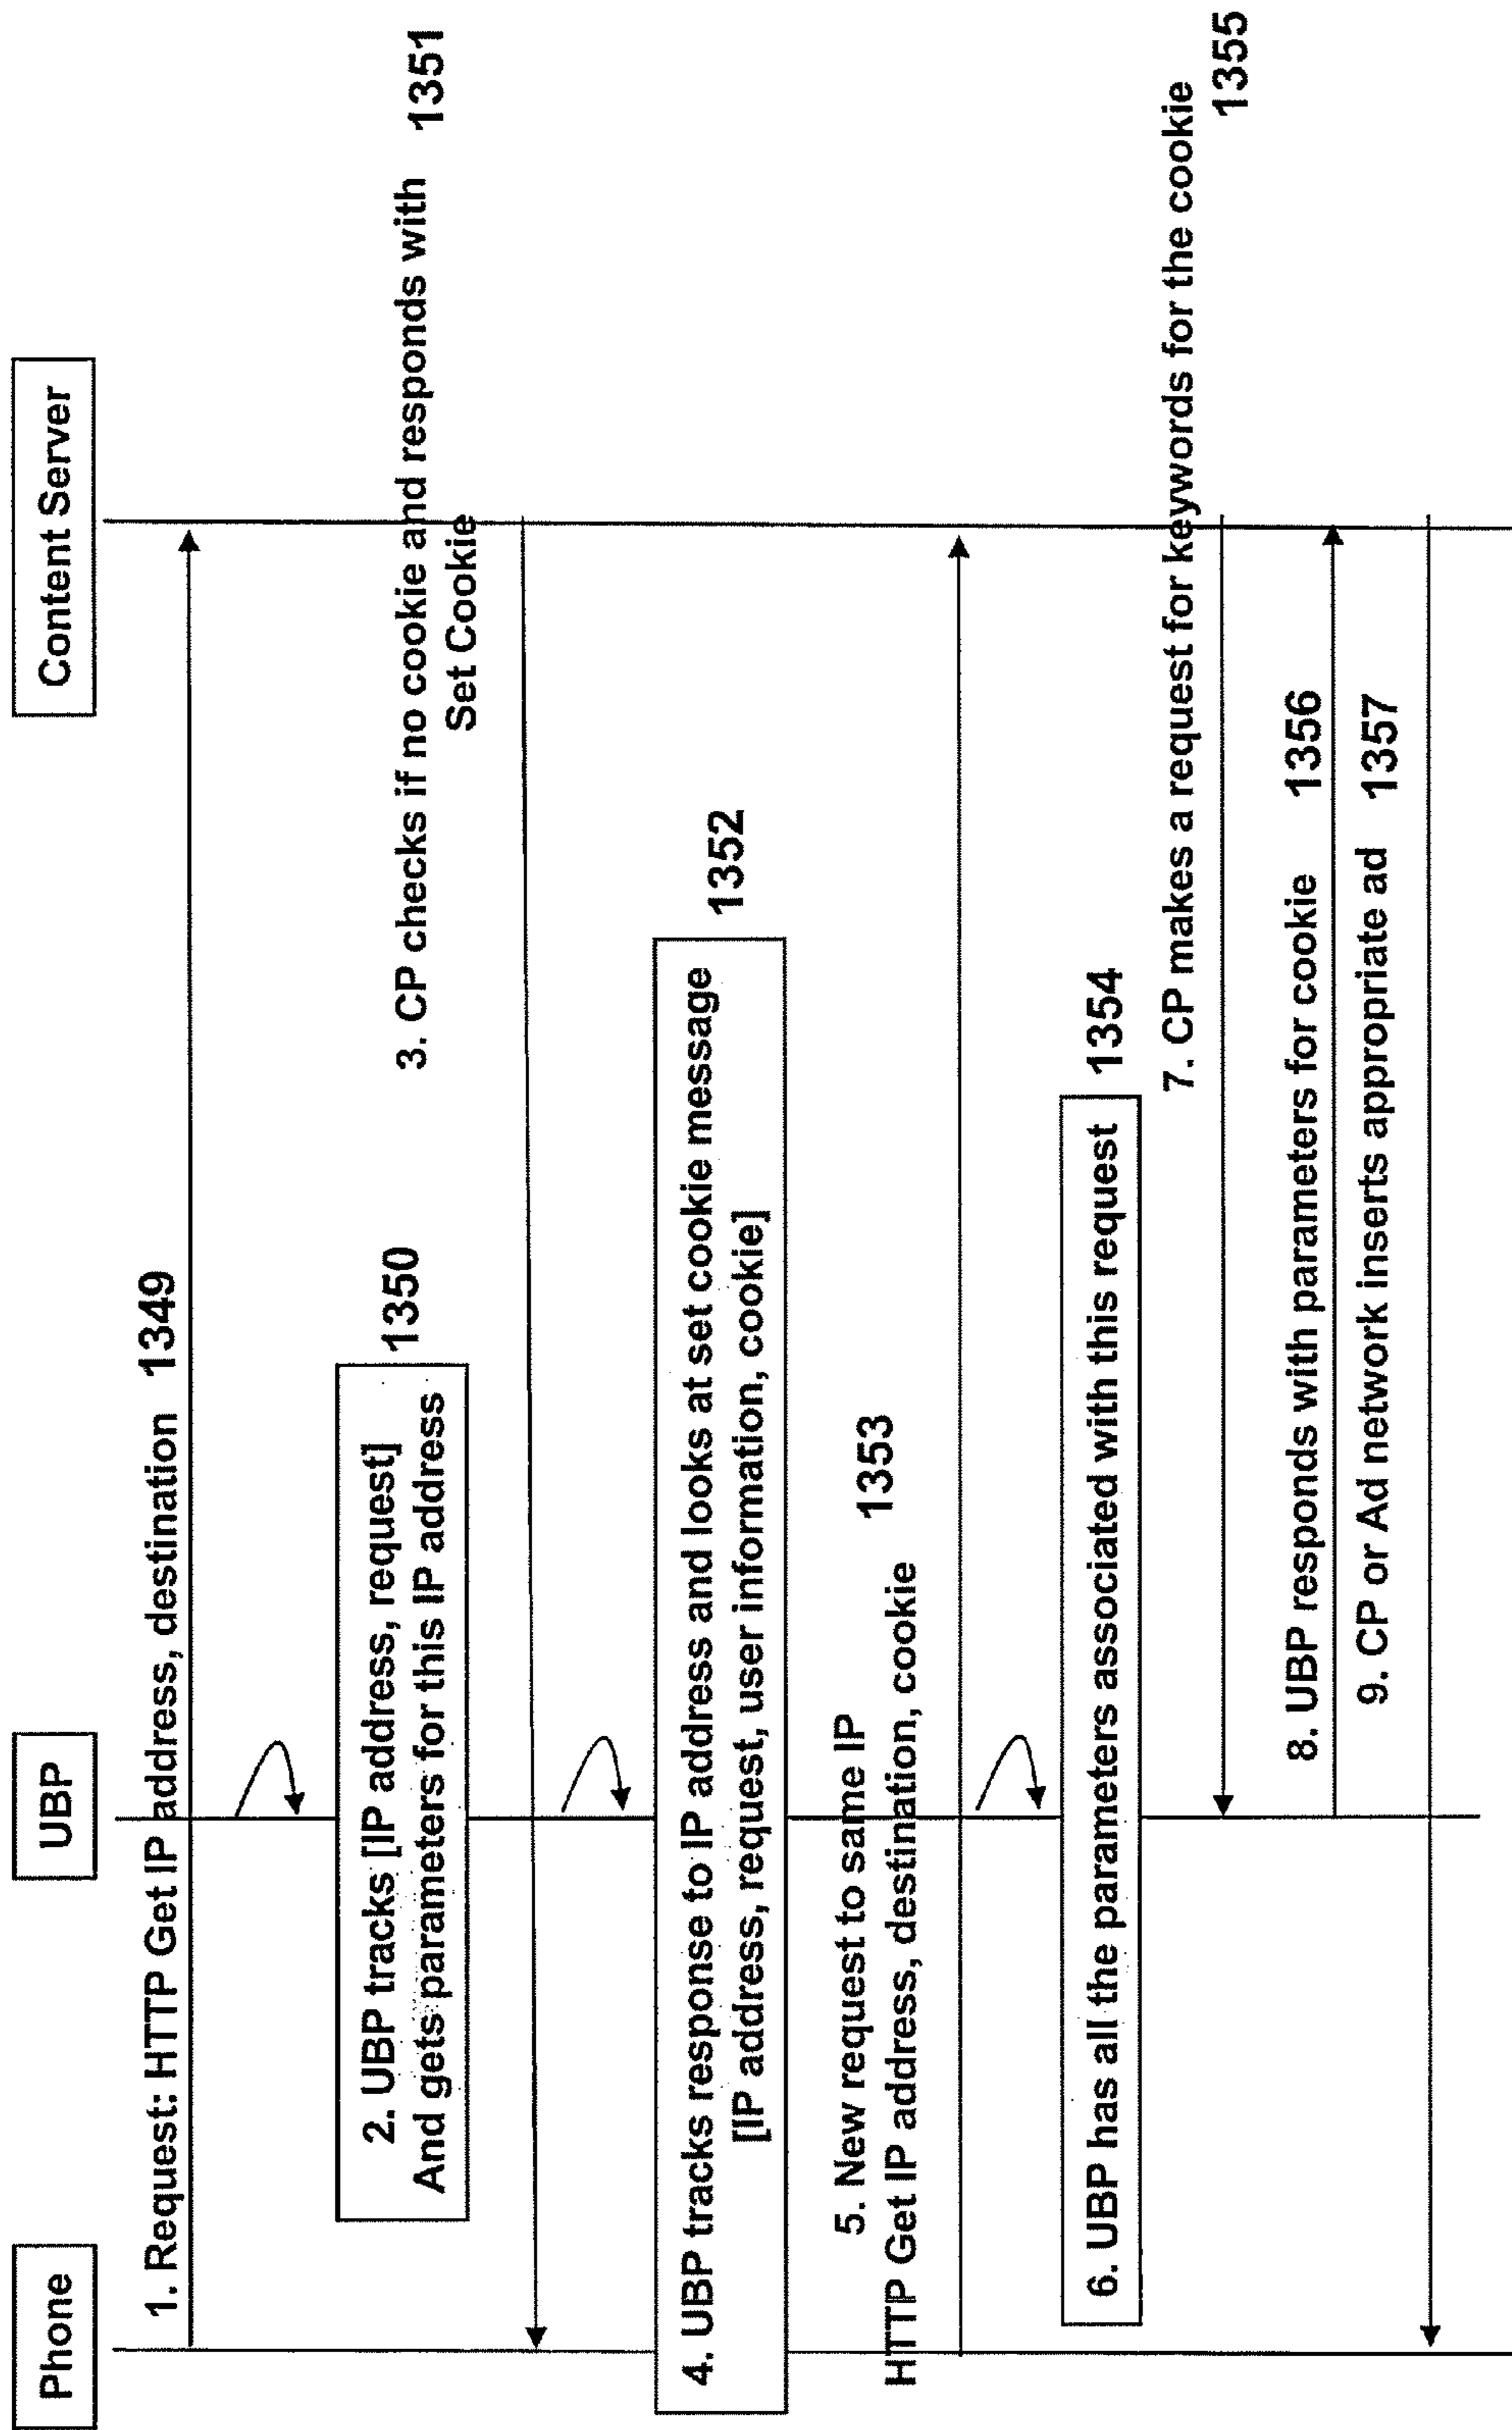 Phone
UBP
Content Server
1. Request: HTTP Get IP address, destination 1349
2. UBP tracks [IP address, request]
And gets parameters for this IP address
1350
3. CP checks if no cookie and responds with
Set Cookie
1351
4. UBP tracks response to IP address and looks at set cookie message
[IP address, request, user information, cookie]
1352
5. New request to same IP
HTTP Get IP address, destination, cookie
1353
6. UBP has all the parameters associated with this request
1354
7. CP makes a request for keywords for the cookie
1355
8. UBP responds with parameters for cookie 1356
9. CP or Ad network inserts appropriate ad 1357